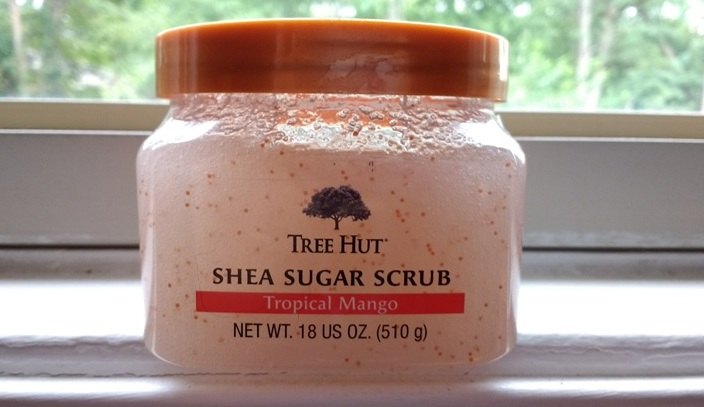 TREE HUT
SHEA SUGAR SCRUB
Tropical Mango
NET WT. 18 US OZ. (510 g)